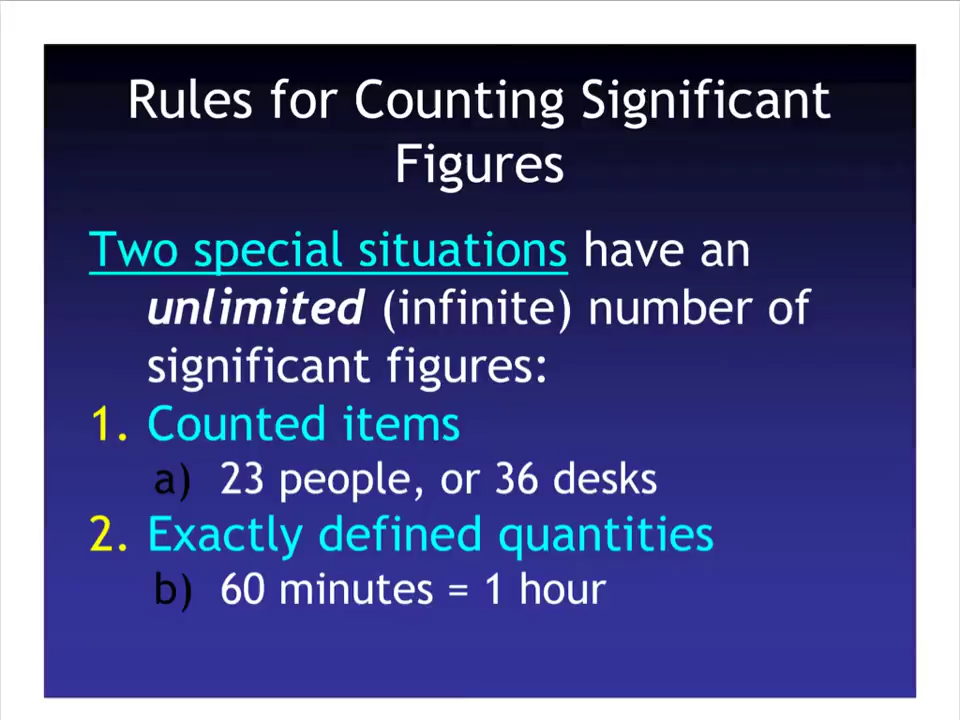 Rules for Counting Significant
Figures
Two special situations have an
unlimited (infinite) number of
significant figures:
1. Counted items
a) 23 people, or 36 desks
2. Exactly defined quantities
b) 60 minutes = 1 hour